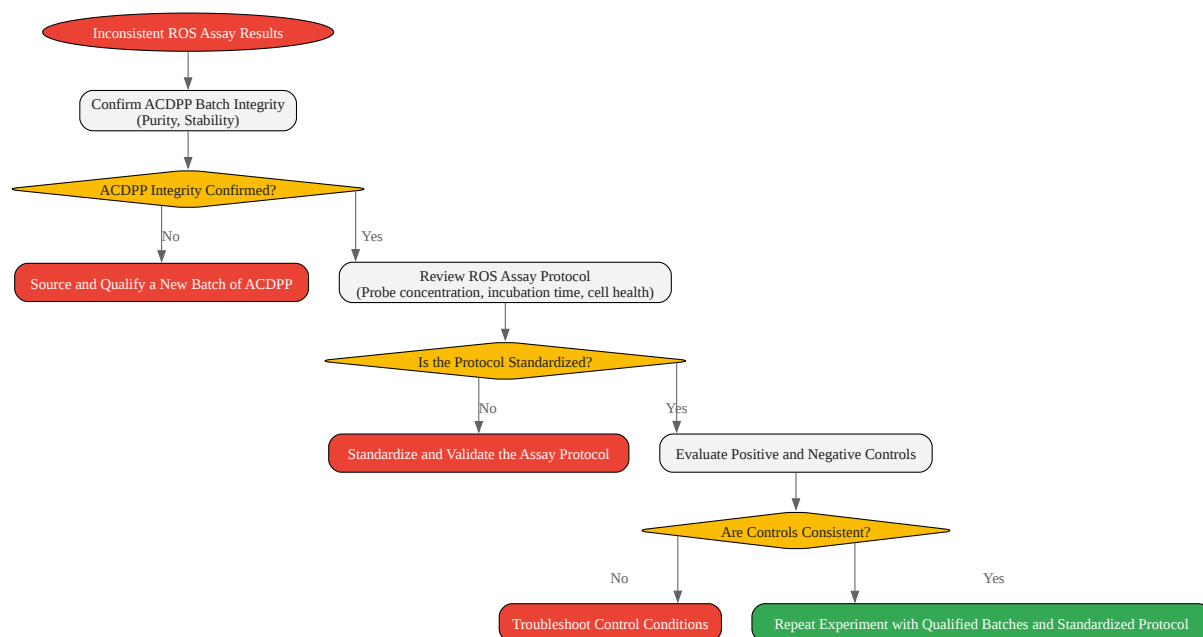 Inconsistent ROS Assay Results
Confirm ACDPP Batch Integrity
(Purity, Stability)
ACDPP Integrity Confirmed?
No
Yes
Source and Qualify a New Batch of ACDPP
Review ROS Assay Protocol
(Probe concentration, incubation time, cell health)
Is the Protocol Standardized?
No
Yes
Standardize and Validate the Assay Protocol
Evaluate Positive and Negative Controls
Are Controls Consistent?
No
Yes
Troubleshoot Control Conditions
Repeat Experiment with Qualified Batches and Standardized Protocol